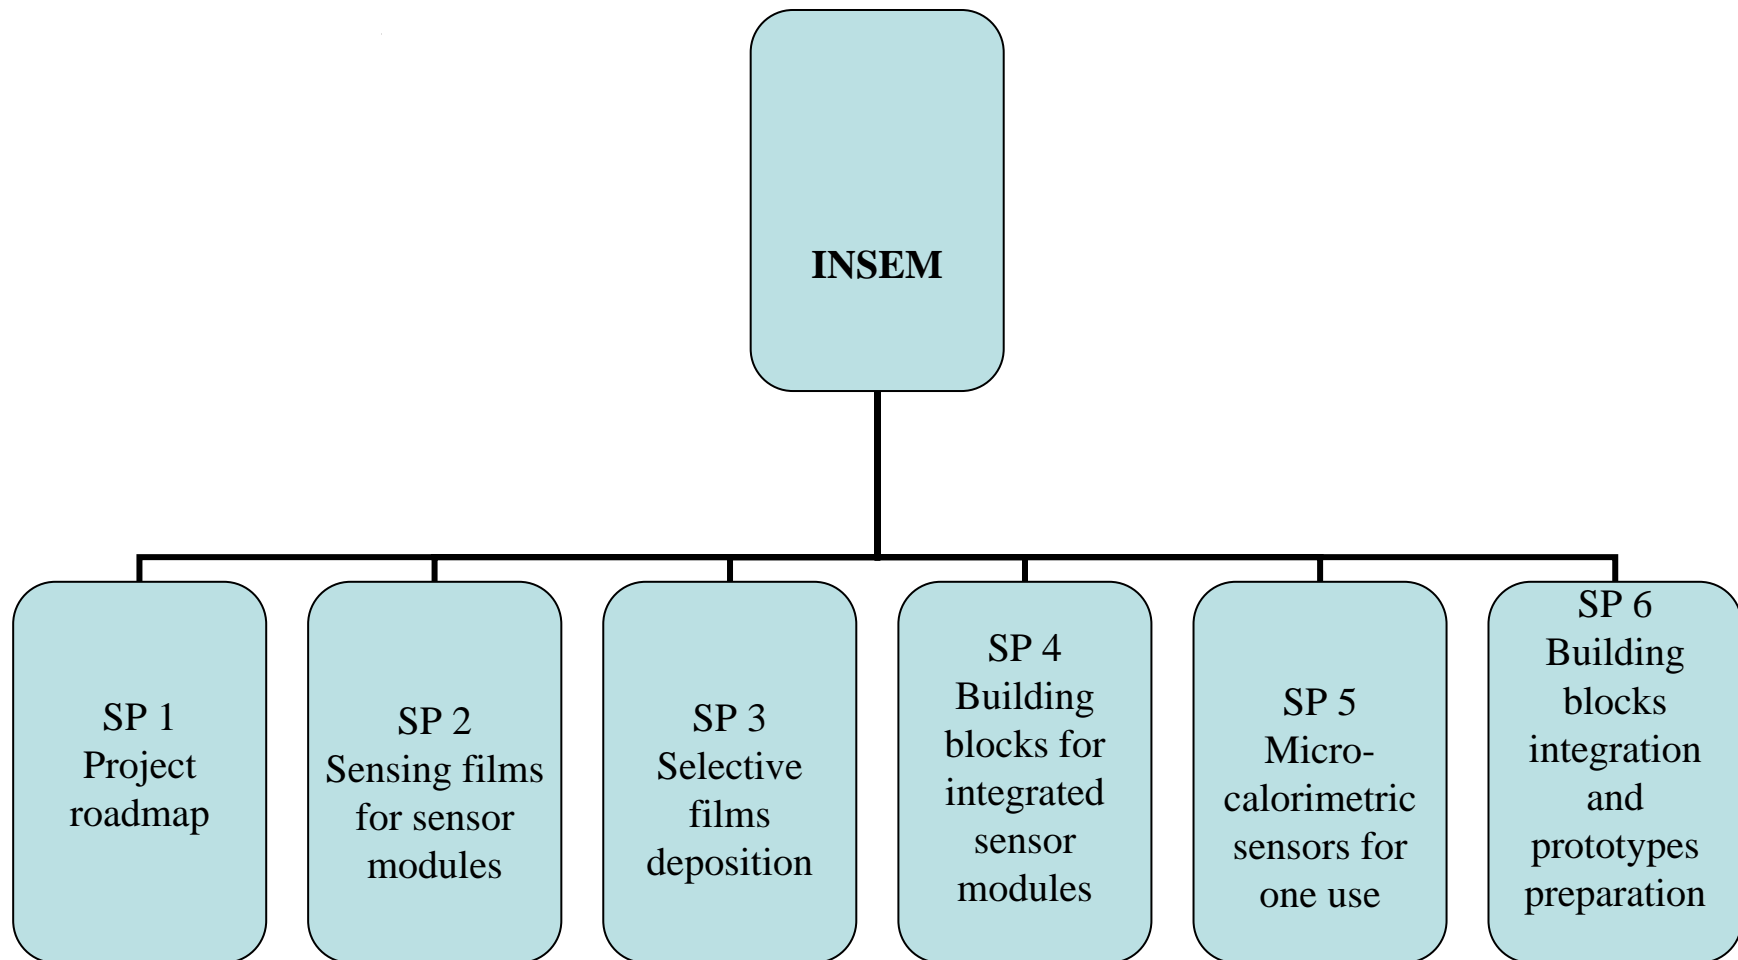 INSEM
SP 1
Project
roadmap
SP 2
Sensing films
for sensor
modules
SP 3
Selective
films
deposition
SP 4
Building
blocks for
integrated
sensor
modules
SP 5
Micro-
calorimetric
sensors for
one use
SP 6
Building
blocks
integration
and
prototypes
preparation